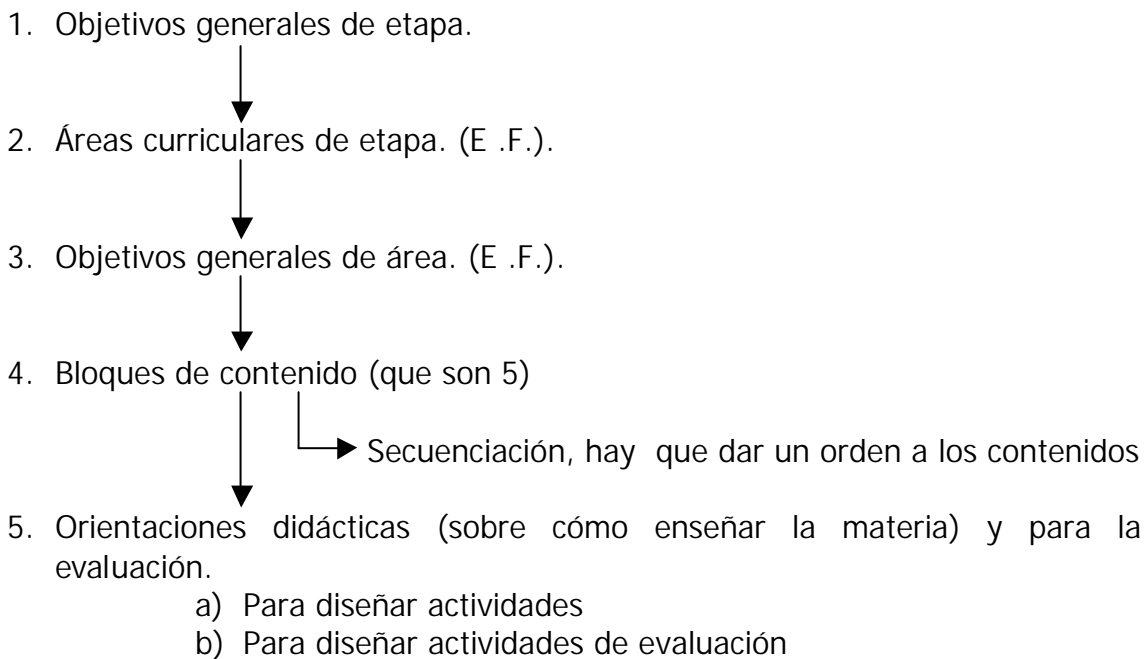 1. Objetivos generales de etapa.
2. Áreas curriculares de etapa. (E .F.).
3. Objetivos generales de área. (E .F.).
4. Bloques de contenido (que son 5)
Secuenciación, hay que dar un orden a los contenidos
5. Orientaciones didácticas (sobre cómo enseñar la materia) y para la
evaluación.
a) Para diseñar actividades
b) Para diseñar actividades de evaluación